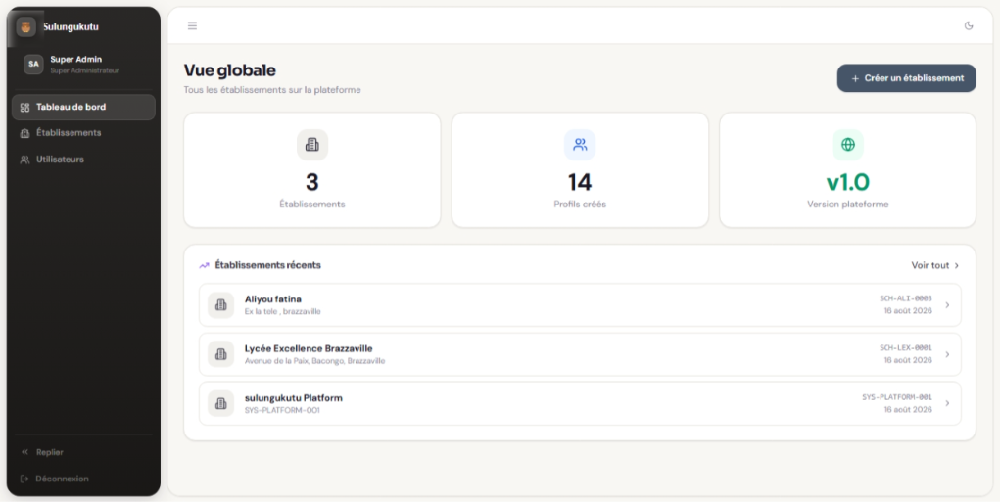 Sulungukutu
SA
Super Admin
Super Administrateur
Tableau de bord
Établissements
Utilisateurs
Replier
Déconnexion
Vue globale
Tous les établissements sur la plateforme
+ Créer un établissement
3
Établissements
14
Profils créés
v1.0
Version plateforme
Établissements récents
Voir tout
Aliyou fatina
Ex la tele , brazzaville
SCH-ALI-0003
16 août 2026
Lycée Excellence Brazzaville
Avenue de la Paix, Bacongo, Brazzaville
SCH-LEX-0001
16 août 2026
sulungukutu Platform
SYS-PLATFORM-001
SYS-PLATFORM-001
16 août 2026